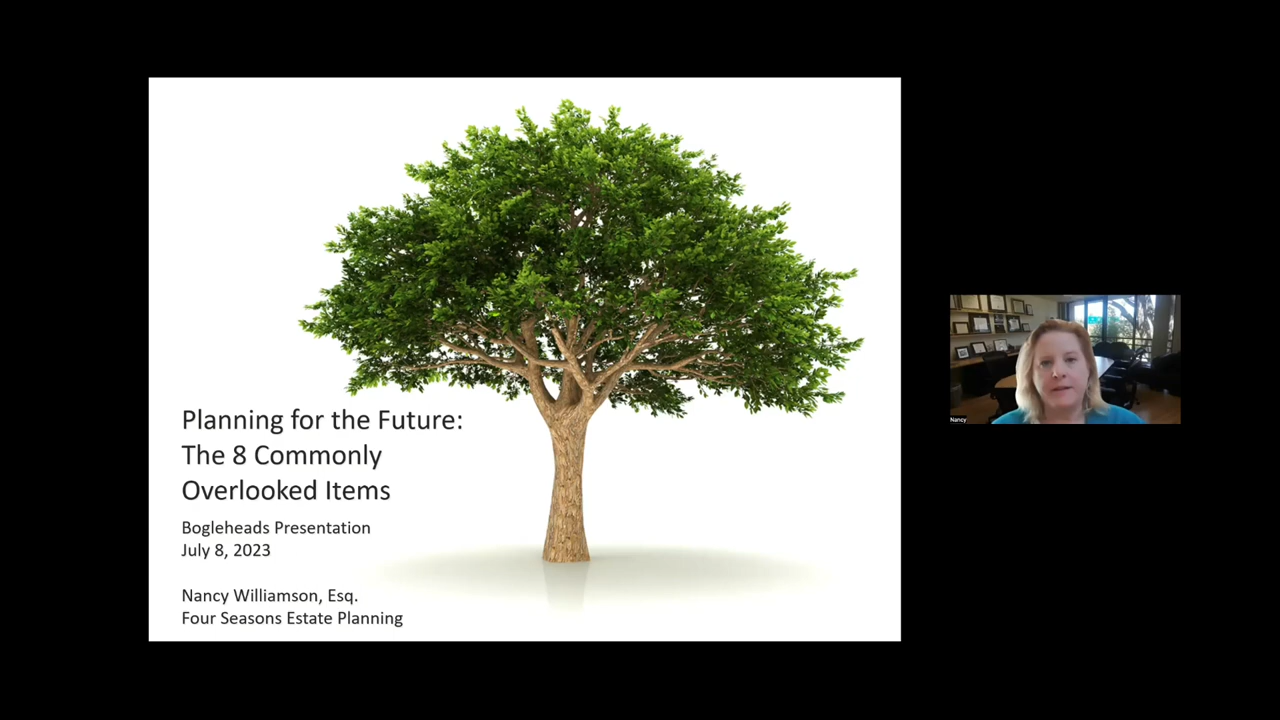 Planning for the Future:
The 8 Commonly
Overlooked Items
Bogleheads Presentation
July 8, 2023
Nancy Williamson, Esq.
Four Seasons Estate Planning
Nancy